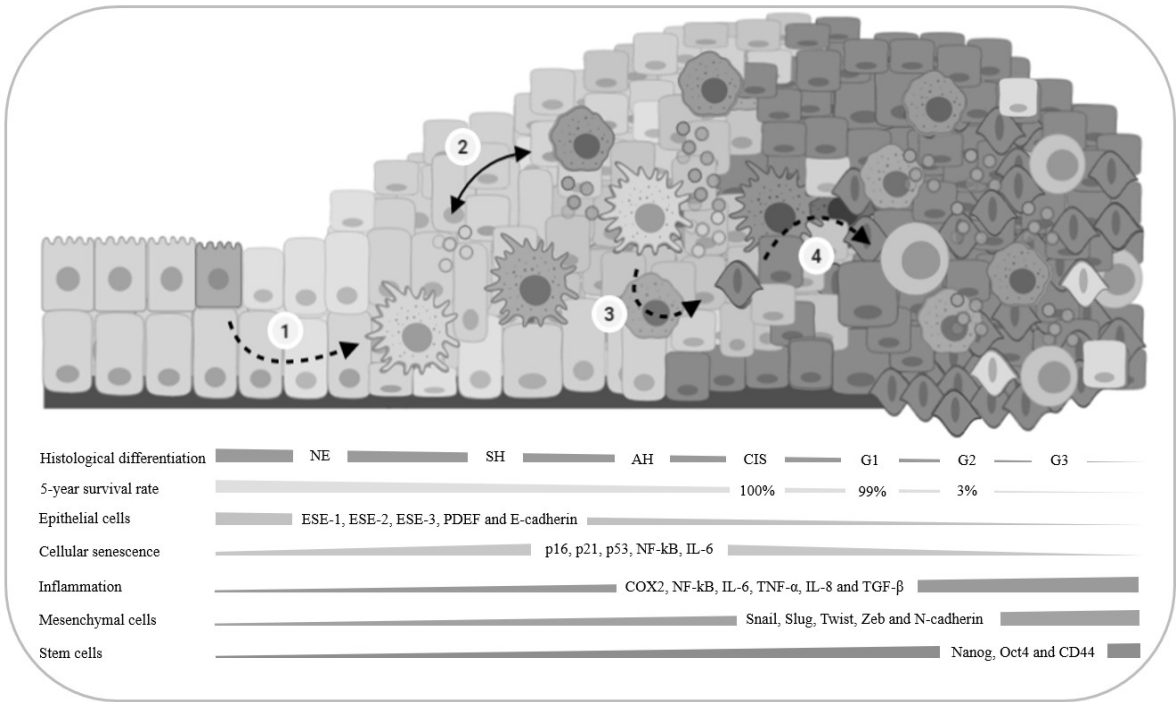 2
4
3
1
Histological differentiation NE SH AH CIS G1 G2 G3
5-year survival rate 100% 99% 3%
Epithelial cells ESE-1, ESE-2, ESE-3, PDEF and E-cadherin
Cellular senescence p16, p21, p53, NF-kB, IL-6
Inflammation COX2, NF-kB, IL-6, TNF-α, IL-8 and TGF-β
Mesenchymal cells Snail, Slug, Twist, Zeb and N-cadherin
Stem cells Nanog, Oct4 and CD44